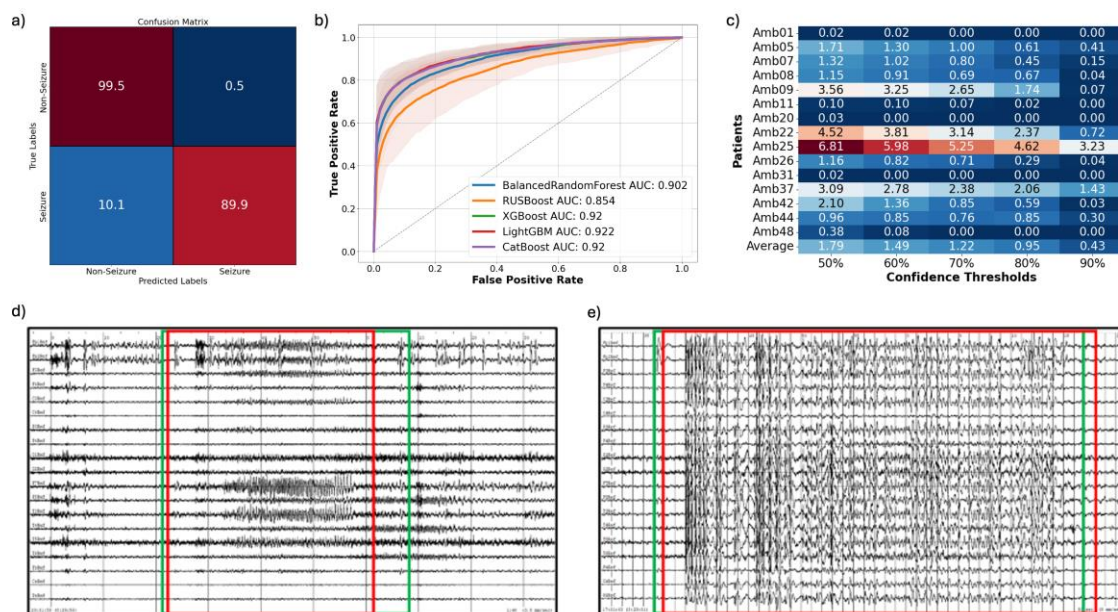 a)
Confusion Matrix
True Labels
Non-Seizure
99.5
0.5
Seizure
10.1
89.9
Non-Seizure
Seizure
Predicted Labels
b)
True Positive Rate
1.0
0.8
0.6
0.4
0.2
0.0
BalancedRandomForest AUC: 0.902
RUSBoost AUC: 0.854
XGBoost AUC: 0.92
LightGBM AUC: 0.922
CatBoost AUC: 0.92
0.0 0.2 0.4 0.6 0.8 1.0
False Positive Rate
c)
Patients
Amb01 0.02 0.02 0.00 0.00 0.00
Amb05 1.71 1.30 1.00 0.61 0.41
Amb07 1.32 1.02 0.80 0.45 0.15
Amb08 1.15 0.91 0.69 0.67 0.04
Amb09 3.56 3.25 2.65 1.74 0.07
Amb11 0.10 0.10 0.07 0.02 0.00
Amb20 0.03 0.00 0.00 0.00 0.00
Amb22 4.52 3.81 3.14 2.37 0.72
Amb25 6.81 5.98 5.25 4.62 3.23
Amb26 1.16 0.82 0.71 0.29 0.04
Amb31 0.02 0.00 0.00 0.00 0.00
Amb37 3.09 2.78 2.38 2.06 1.43
Amb42 2.10 1.36 0.85 0.59 0.03
Amb44 0.96 0.85 0.76 0.85 0.30
Amb48 0.38 0.08 0.00 0.00 0.00
Average 1.79 1.49 1.22 0.95 0.43
50% 60% 70% 80% 90%
Confidence Thresholds
d)
e)